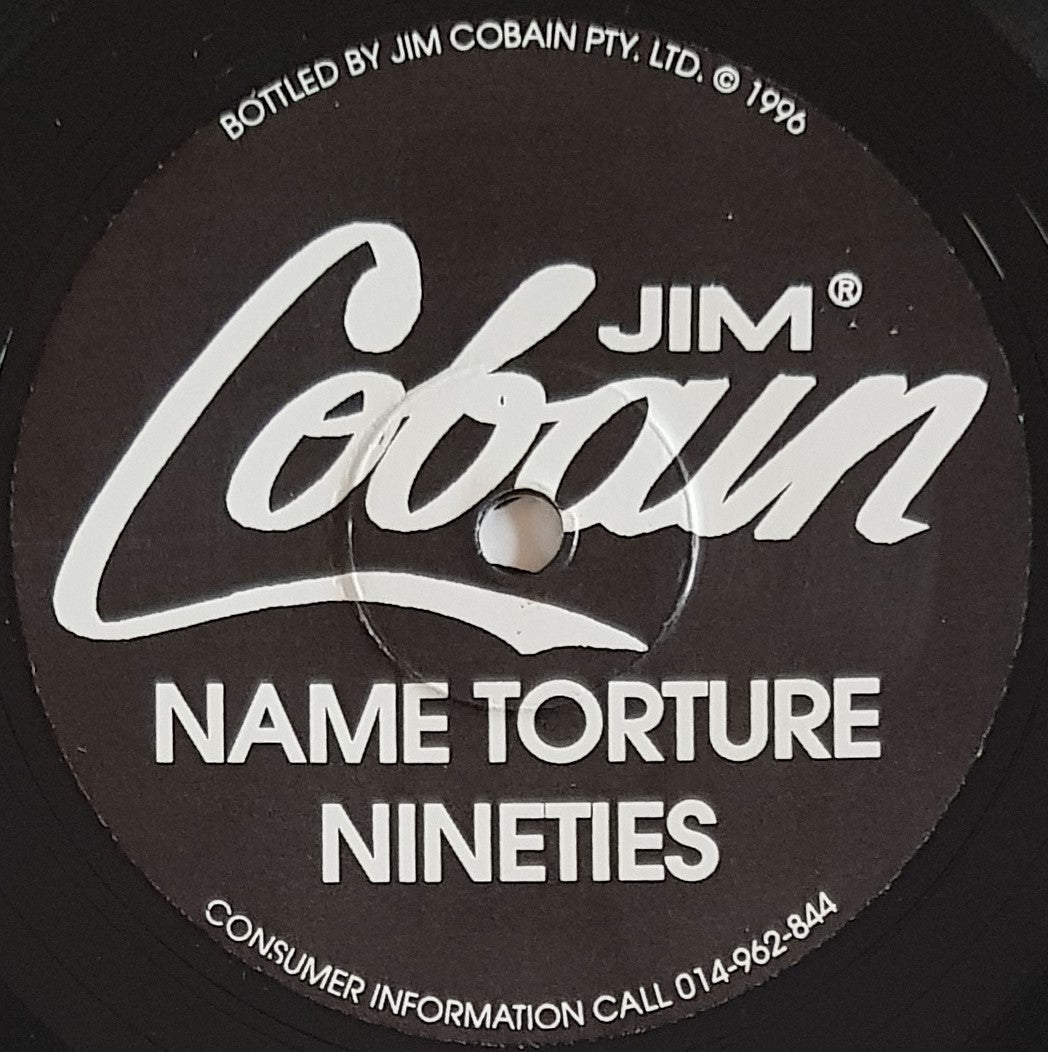 BOTTLED BY JIM COBAIN PTY. LTD. © 1996
JIM®
Cobain
NAME TORTURE
NINETIES
CONSUMER INFORMATION CALL 014-962-844